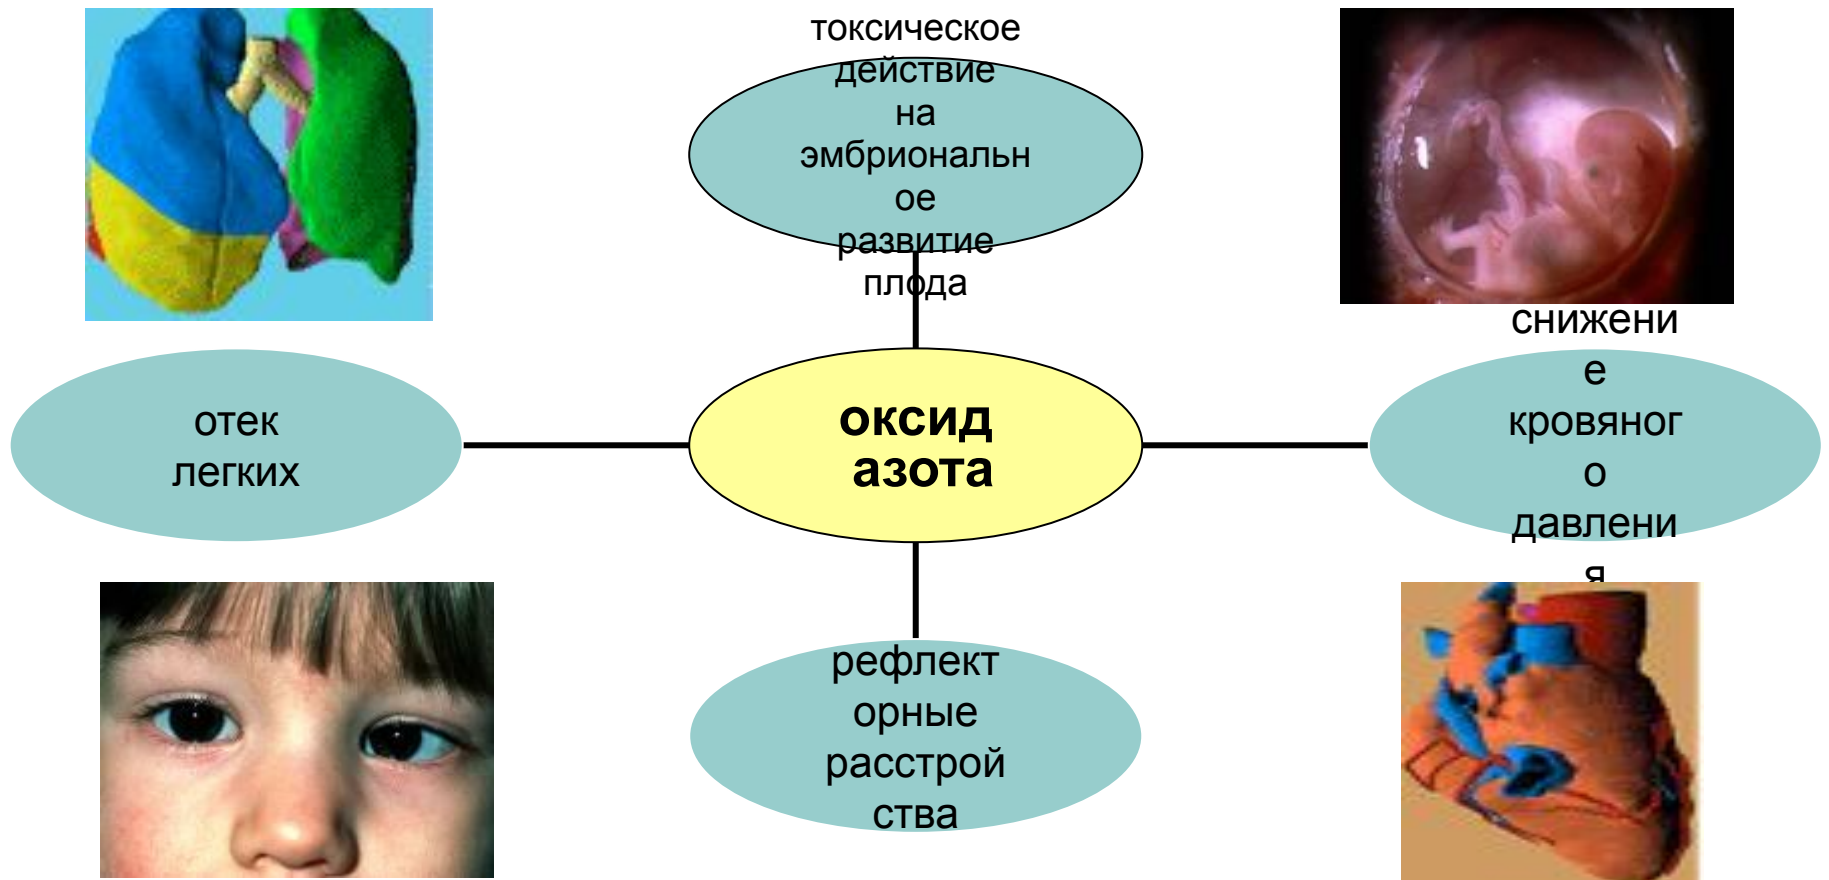 токсическое
действие
на
эмбриональн
ое
развитие
плода
отек
легких
оксид
азота
снижени
е
кровяног
о
давлени
я
рефлект
орные
расстрой
ства